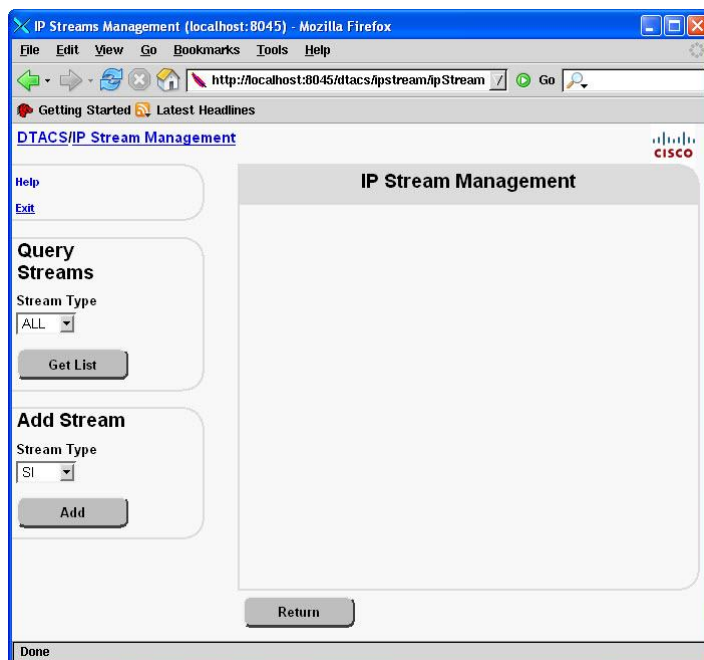 IP Streams Management (localhost:8045) - Mozilla Firefox
File Edit View Go Bookmarks Tools Help
http://localhost:8045/dtacs/ipstream/ipStream Go
Getting Started Latest Headlines
DTACS/IP Stream Management
CISCO
Help
Exit
IP Stream Management
Query
Streams
Stream Type
ALL
Get List
Add Stream
Stream Type
SI
Add
Return
Done